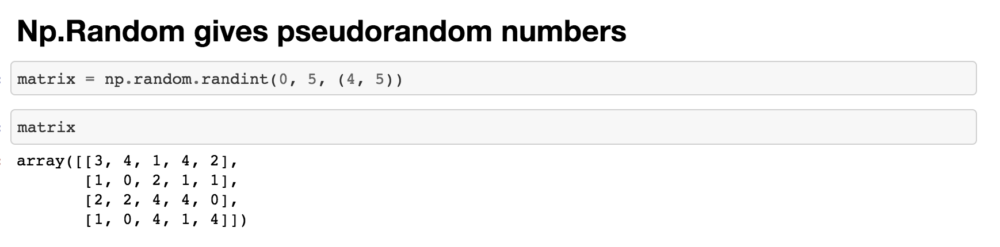 Np.Random gives pseudorandom numbers
matrix = np.random.randint(0, 5, (4, 5))
matrix
array([[3, 4, 1, 4, 2],
[1, 0, 2, 1, 1],
[2, 2, 4, 4, 0],
[1, 0, 4, 1, 4]])